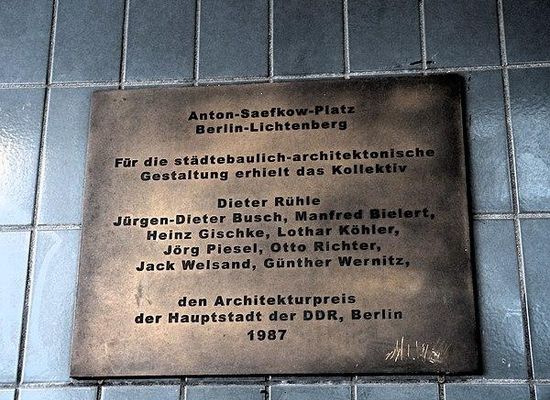 Anton-Saefkow-Platz
Berlin-Lichtenberg
Für die städtebaulich-architektonische
Gestaltung erhielt das Kollektiv
Dieter Rühle
Jürgen-Dieter Busch, Manfred Bielert,
Heinz Gischke, Lothar Köhler,
Jörg Piesel, Otto Richter,
Jack Welsand, Günther Wernitz,
den Architekturpreis
der Hauptstadt der DDR, Berlin
1987